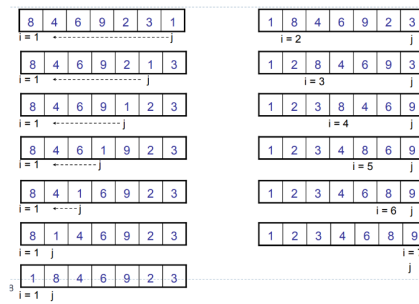 8 4 6 9 2 3 1
i = 1 j
8 4 6 9 2 1 3
i = 1 j
8 4 6 9 1 2 3
i = 1 j
8 4 6 1 9 2 3
i = 1 j
8 4 1 6 9 2 3
i = 1 j
8 1 4 6 9 2 3
i = 1 j
1 8 4 6 9 2 3
i = 1 j
1 8 4 6 9 2 3
i = 2 j
1 2 8 4 6 9 3
i = 3 j
1 2 3 8 4 6 9
i = 4 j
1 2 3 4 8 6 9
i = 5 j
1 2 3 4 6 8 9
i = 6 j
1 2 3 4 6 8 9
j